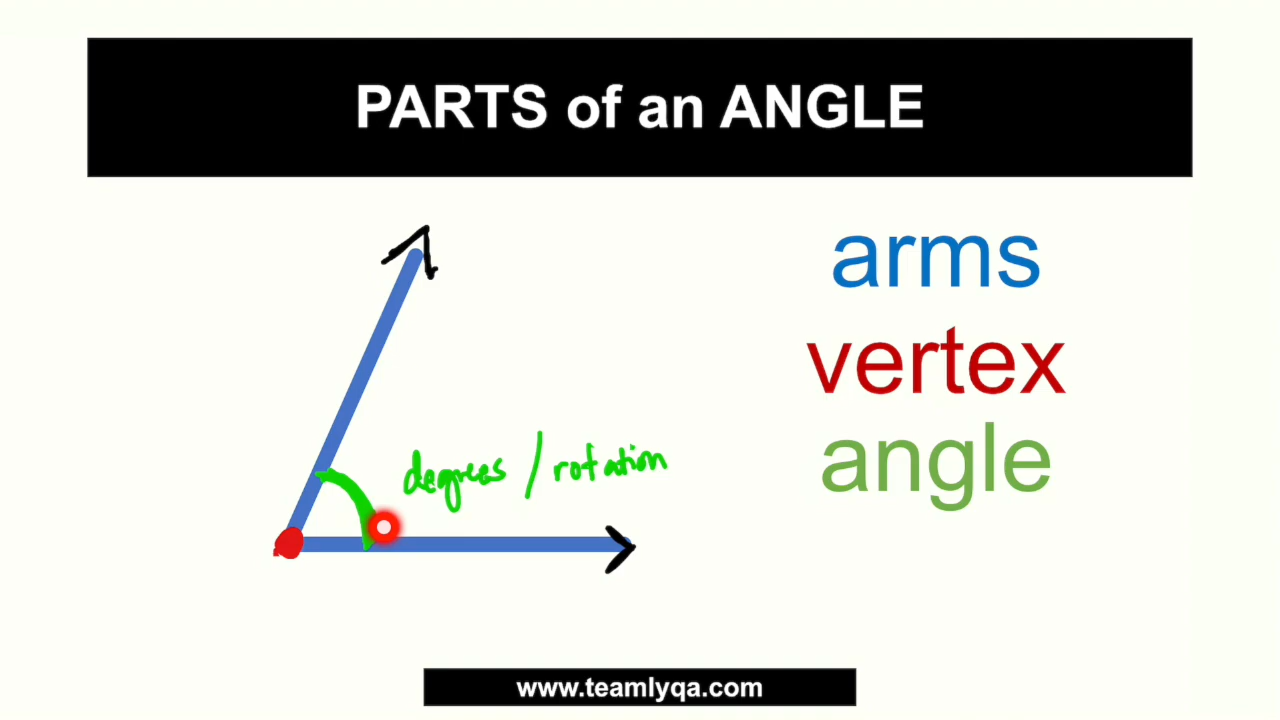 PARTS of an ANGLE
arms
vertex
angle
degrees / rotation
www.teamlyqa.com